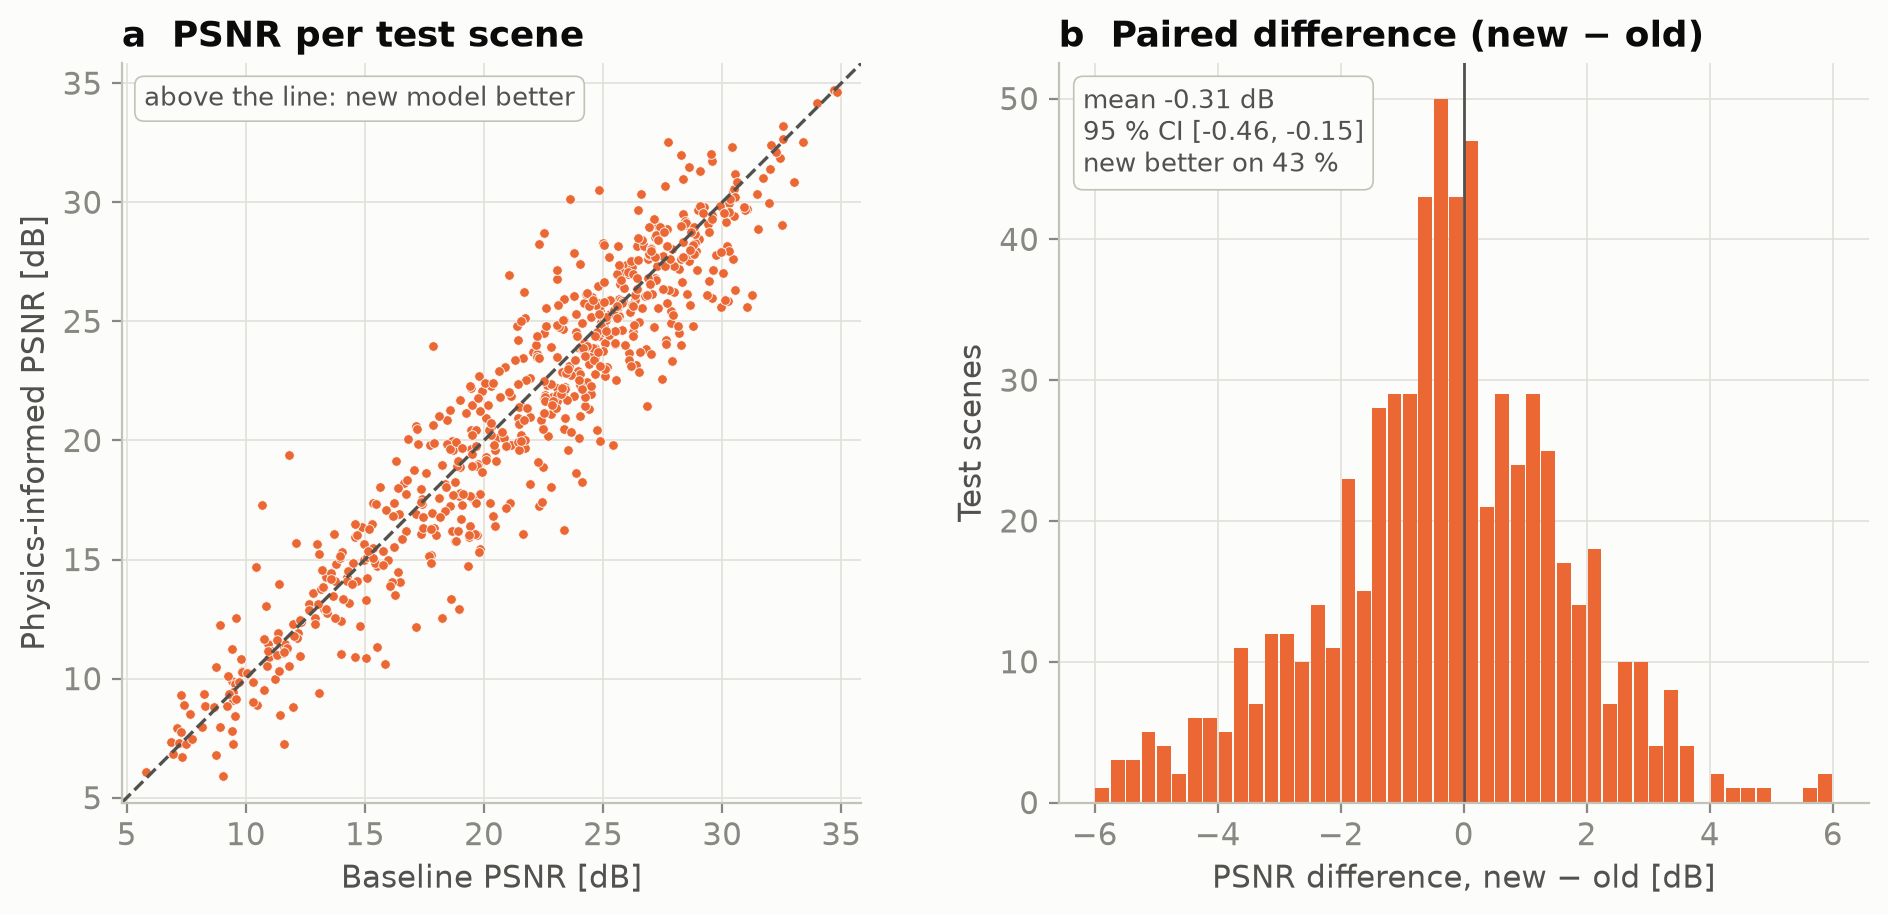 a PSNR per test scene
above the line: new model better
35
30
25
20
15
10
5
5 10 15 20 25 30 35
Physics-informed PSNR [dB]
Baseline PSNR [dB]
b Paired difference (new − old)
mean -0.31 dB
95 % CI [-0.46, -0.15]
new better on 43 %
50
40
30
20
10
0
−6 −4 −2 0 2 4 6
Test scenes
PSNR difference, new − old [dB]